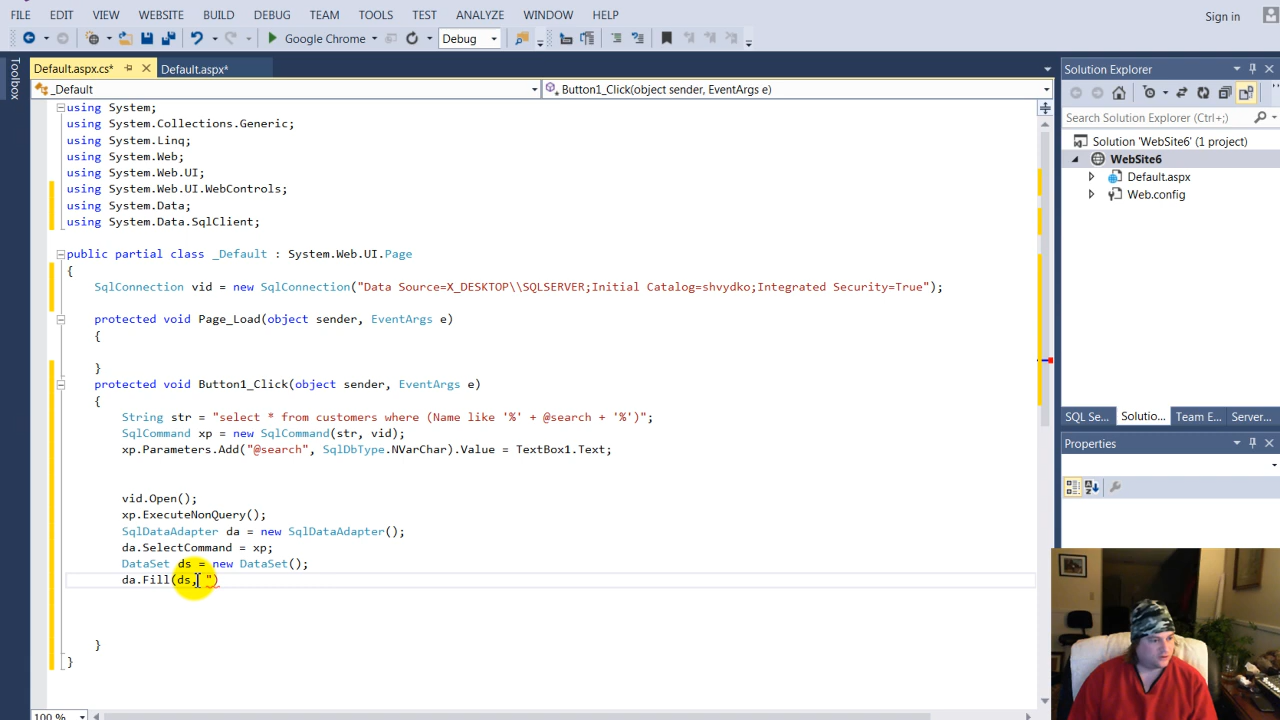 FILE EDIT VIEW WEBSITE BUILD DEBUG TEAM TOOLS TEST ANALYZE WINDOW HELP
Sign in
Google Chrome Debug
Toolbox
Default.aspx.cs* Default.aspx*
_Default Button1_Click(object sender, EventArgs e)
using System;
using System.Collections.Generic;
using System.Linq;
using System.Web;
using System.Web.UI;
using System.Web.UI.WebControls;
using System.Data;
using System.Data.SqlClient;
public partial class _Default : System.Web.UI.Page
{
SqlConnection vid = new SqlConnection("Data Source=X_DESKTOP\\SQLSERVER;Initial Catalog=shvydko;Integrated Security=True");
protected void Page_Load(object sender, EventArgs e)
{
}
protected void Button1_Click(object sender, EventArgs e)
{
String str = "select * from customers where (Name like '%' + @search + '%')";
SqlCommand xp = new SqlCommand(str, vid);
xp.Parameters.Add("@search", SqlDbType.NVarChar).Value = TextBox1.Text;
vid.Open();
xp.ExecuteNonQuery();
SqlDataAdapter da = new SqlDataAdapter();
da.SelectCommand = xp;
DataSet ds = new DataSet();
da.Fill(ds, ")
}
}
100 %
Solution Explorer
Search Solution Explorer (Ctrl+;)
Solution 'WebSite6' (1 project)
WebSite6
Default.aspx
Web.config
SQL Se... Solutio... Team E... Server...
Properties